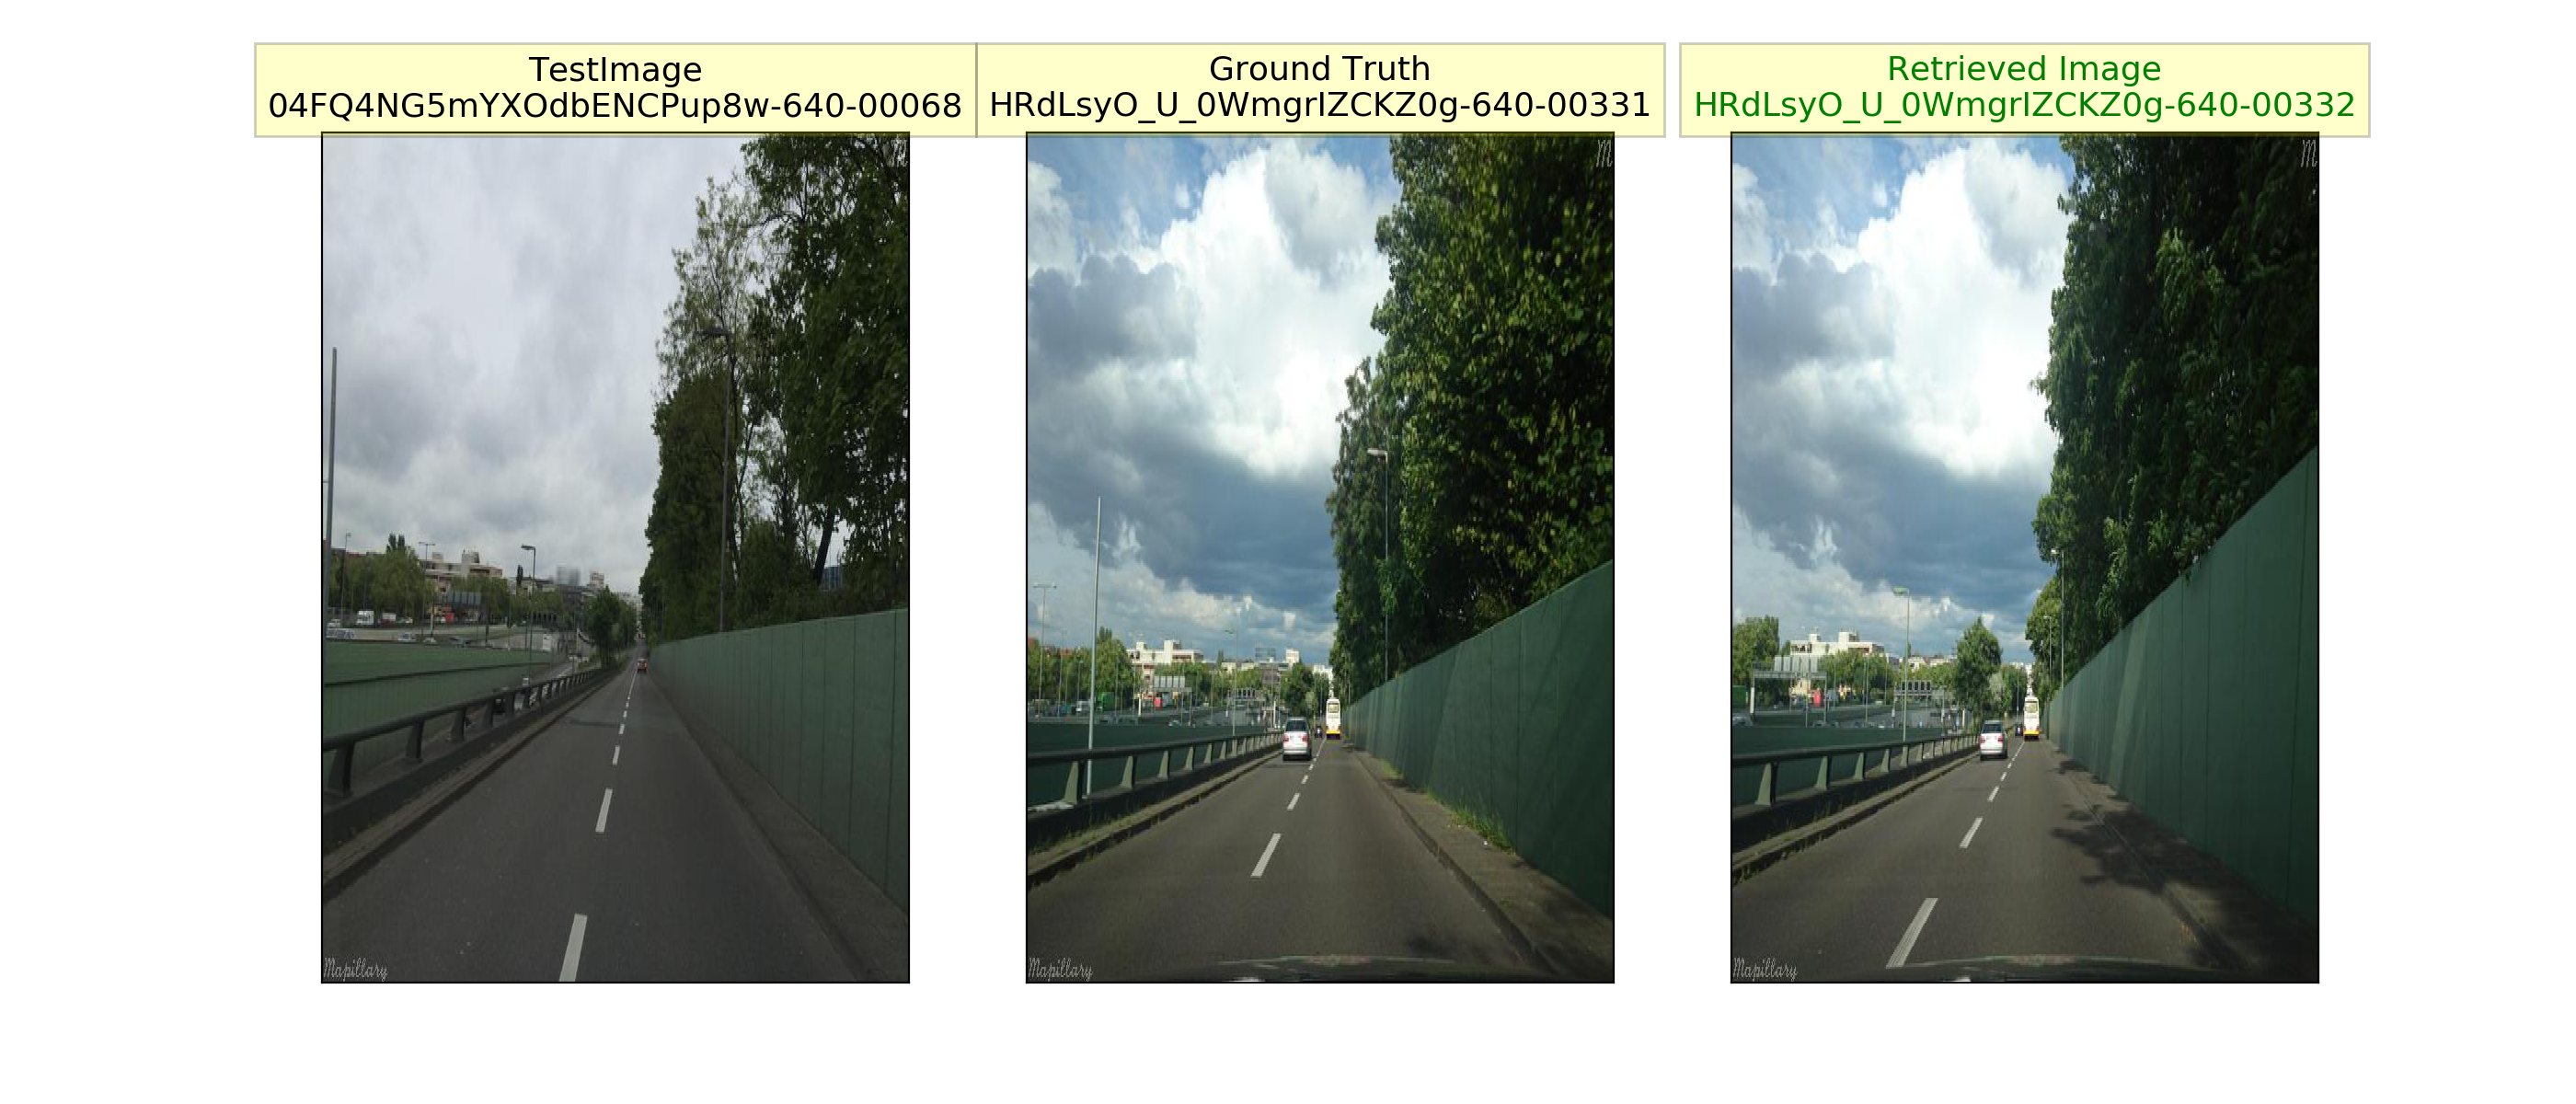 TestImage
04FQ4NG5mYXOdbENCPup8w-640-00068
Ground Truth
HRdLsyO_U_0WmgrIZCKZ0g-640-00331
Retrieved Image
HRdLsyO_U_0WmgrIZCKZ0g-640-00332
M
M
Mapillary
Mapillary
Mapillary